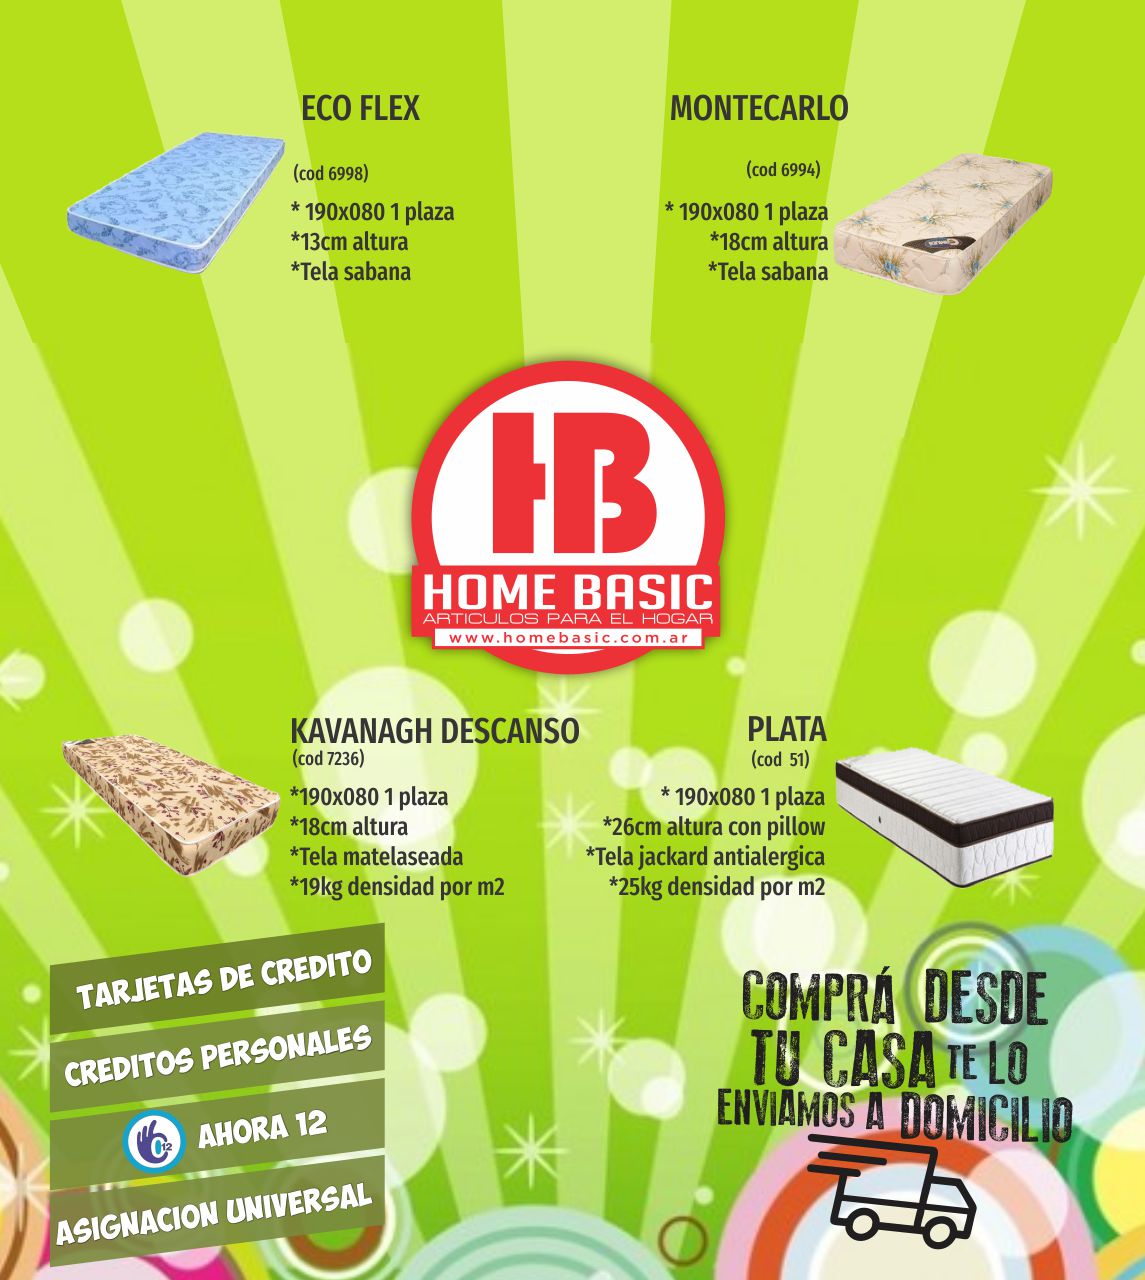 ECO FLEX
(cod 6998)
* 190x080 1 plaza
*13cm altura
*Tela sabana
MONTECARLO
(cod 6994)
* 190x080 1 plaza
*18cm altura
*Tela sabana
HB
HOME BASIC
ARTICULOS PARA EL HOGAR
www.homebasic.com.ar
KAVANAGH DESCANSO
(cod 7236)
*190x080 1 plaza
*18cm altura
*Tela matelaseada
*19kg densidad por m2
PLATA
(cod 51)
* 190x080 1 plaza
*26cm altura con pillow
*Tela jackard antialergica
*25kg densidad por m2
TARJETAS DE CREDITO
CREDITOS PERSONALES
12
AHORA 12
ASIGNACION UNIVERSAL
COMPRÁ DESDE
TU CASA TE LO
ENVIAMOS A DOMICILIO